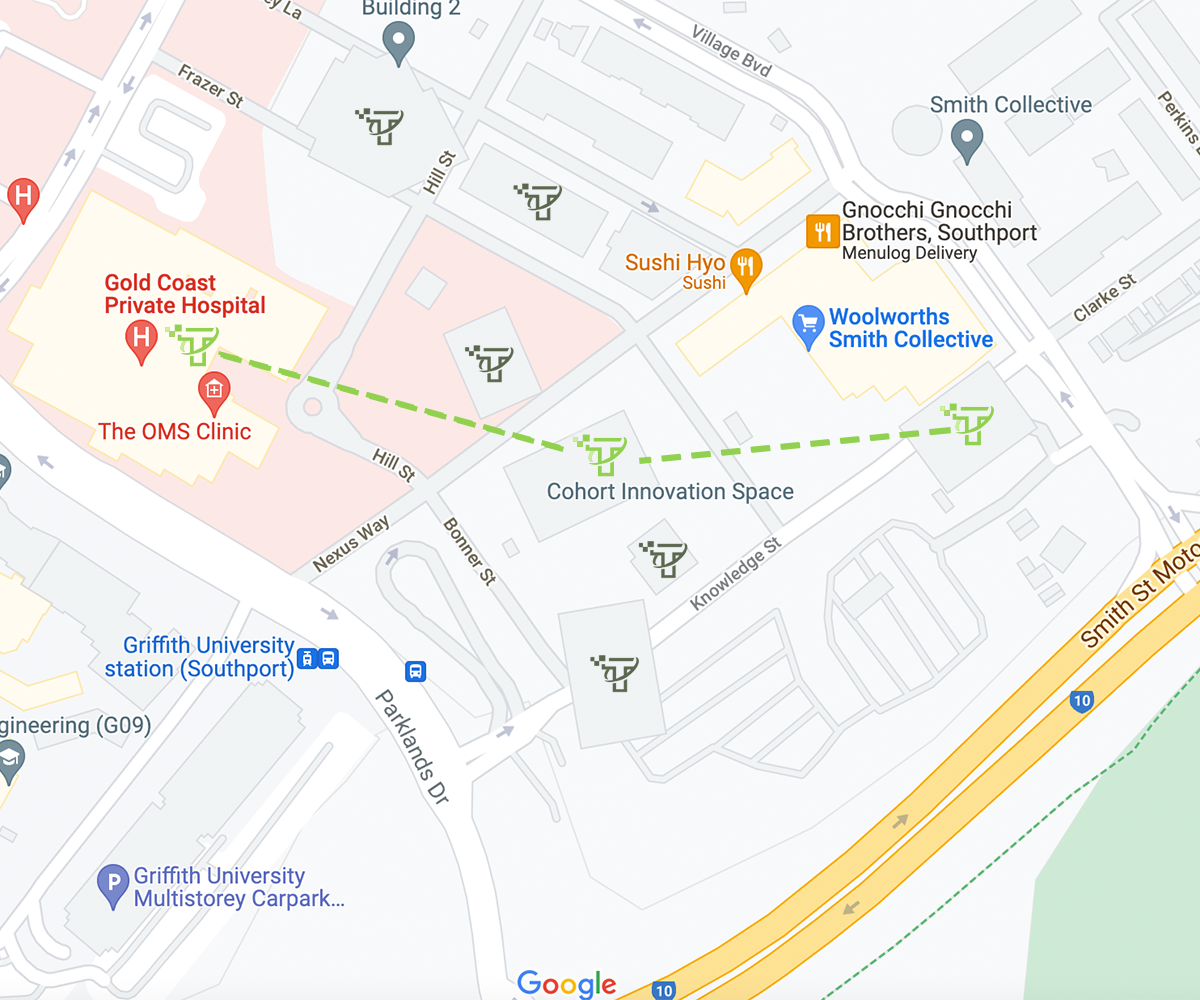 Building 2
Village Blvd
Frazer St
Smith Collective
Hill St
Gnocchi Gnocchi
Brothers, Southport
Menulog Delivery
Sushi Hyo
Sushi
Gold Coast
Private Hospital
H
H
Clarke St
Woolworths
Smith Collective
The OMS Clinic
Hill St
Cohort Innovation Space
Nexus Way
Bonner St
Knowledge St
Smith St Moto
Griffith University
station (Southport)
10
Parklands Dr
gineering (G09)
P
Griffith University
Multistorey Carpark...
Google
10